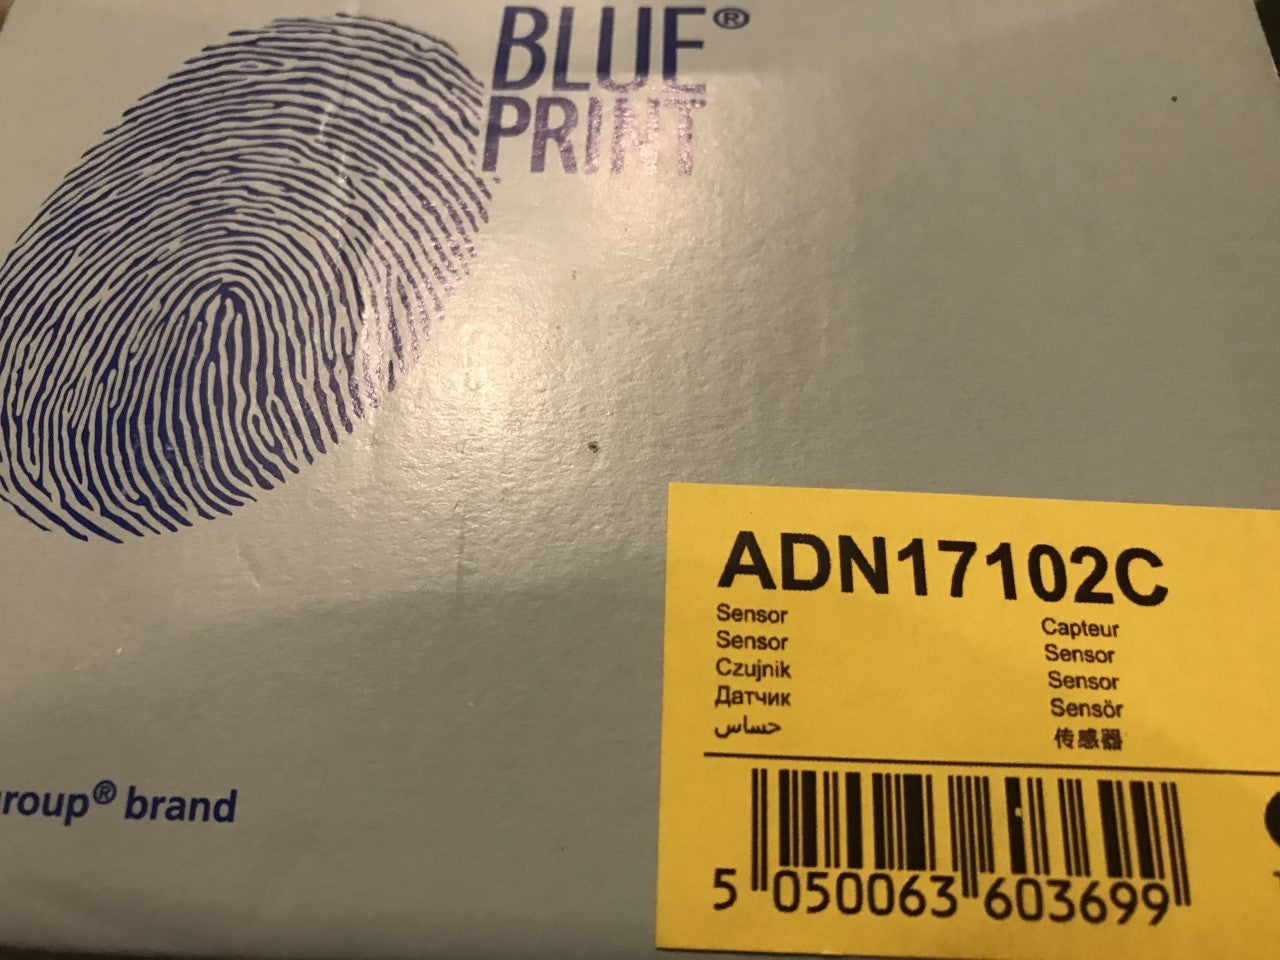 BLUE®
PRINT
group® brand
ADN17102C
Sensor
Sensor
Czujnik
Датчик
حساس
Capteur
Sensor
Sensor
Sensör
传感器
5 050063 603699